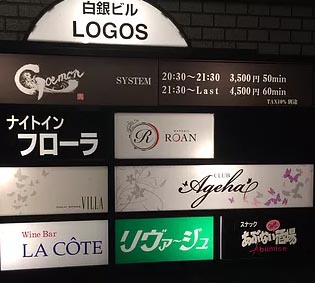 白銀ビル
LOGOS
Goemon
SYSTEM
20:30~21:30 3,500円 50min
21:30~Last 4,500円 60min
TAX10% 別途
ナイトイン
フローラ
R
ROAN
VILLA
CLUB
Ageha
Wine Bar
LA CÔTE
リヴァ~ジュ
スナック
あぶない酒場
Abunise